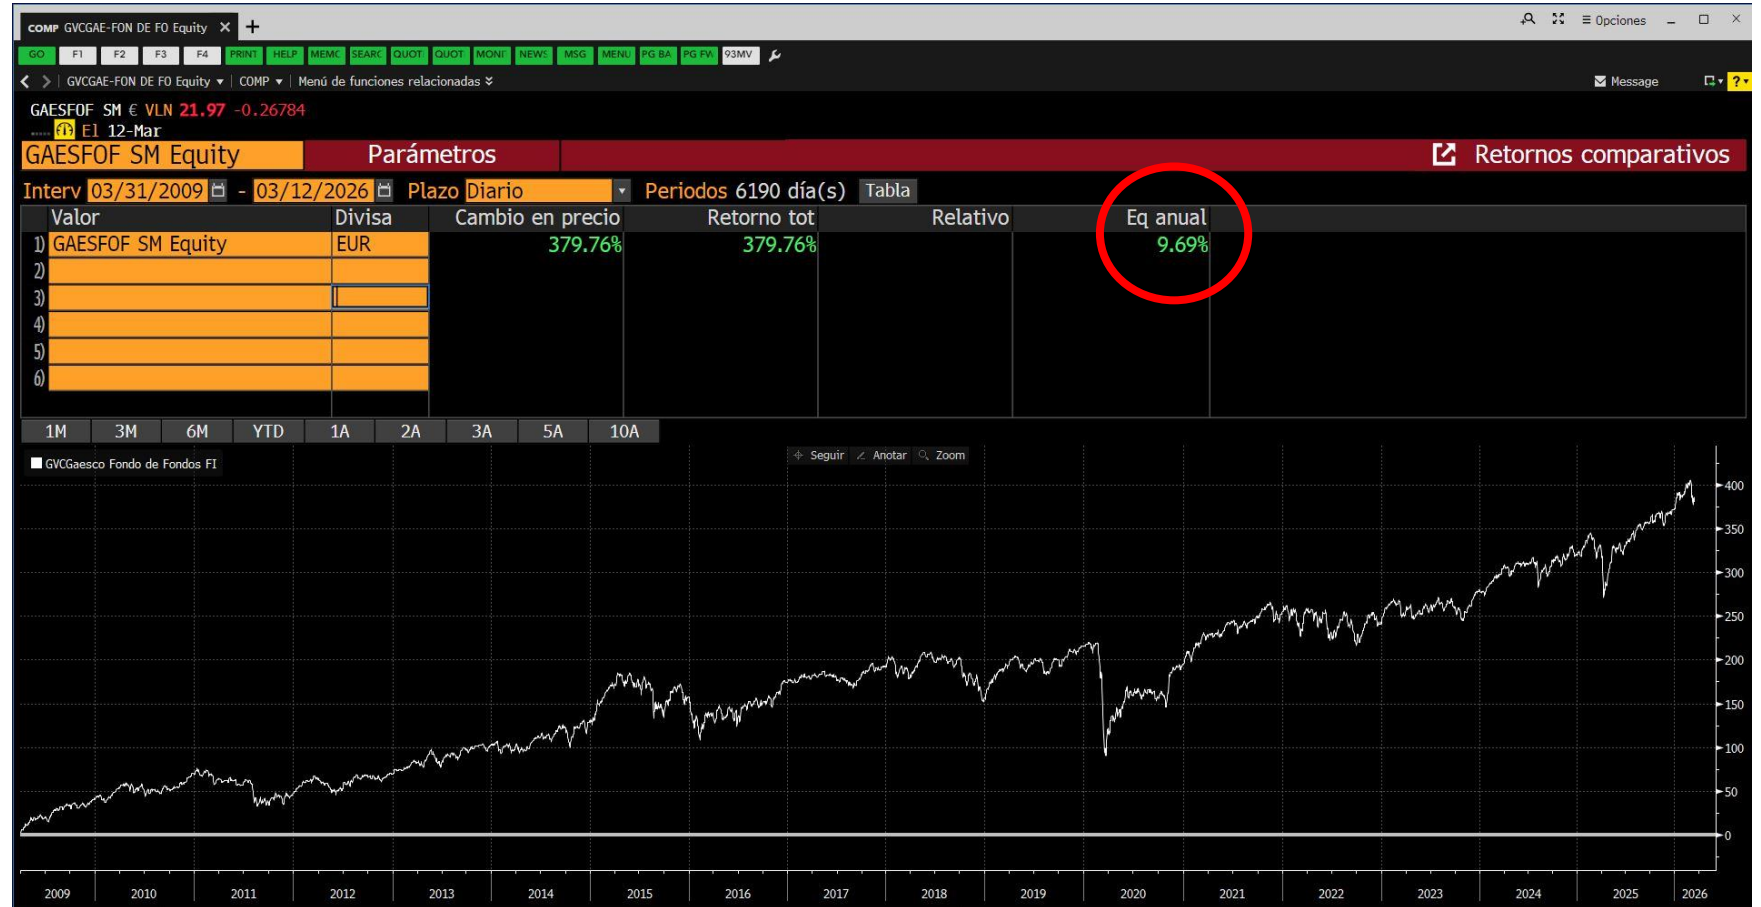 COMP GVCGAE-FON DE FO Equity × + Opciones
GO F1 F2 F3 F4 PRINT HELP MEMC SEARC QUOT QUOT MONI NEWS MSG MENU PG BA PG FW 93MV
GVCGAE-FON DE FO Equity COMP Menú de funciones relacionadas Message ?
GAESFOF SM € VLN 21.97 -0.26784
El 12-Mar
GAESFOF SM Equity Parámetros Retornos comparativos
Interv 03/31/2009 - 03/12/2026 Plazo Diario Periodos 6190 día(s) Tabla
Valor Divisa Cambio en precio Retorno tot Relativo Eq anual
1) GAESFOF SM Equity EUR 379.76% 379.76% 9.69%
2)
3)
4)
5)
6)
1M 3M 6M YTD 1A 2A 3A 5A 10A
GVCGaesco Fondo de Fondos FI
Seguir Anotar Zoom
400
350
300
250
200
150
100
50
0
2009 2010 2011 2012 2013 2014 2015 2016 2017 2018 2019 2020 2021 2022 2023 2024 2025 2026